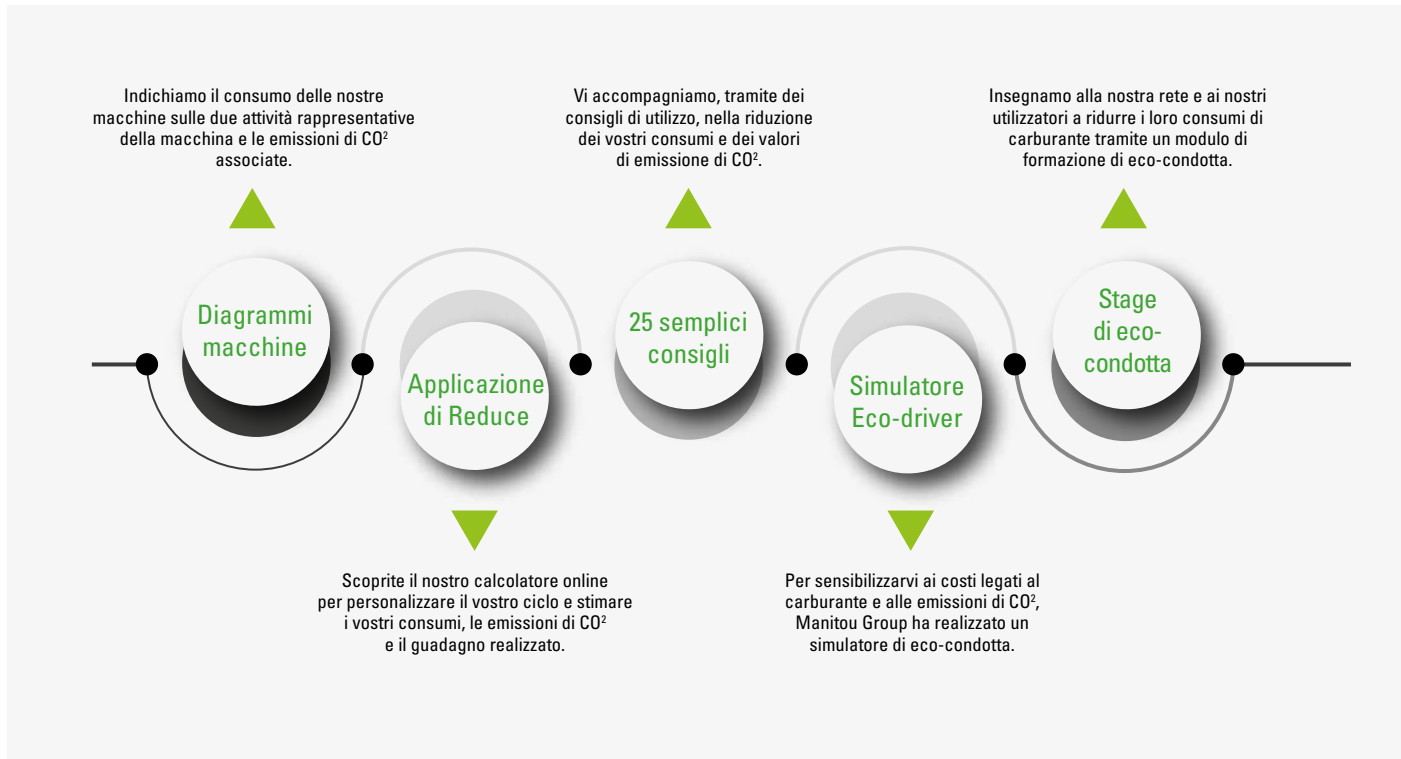 Indichiamo il consumo delle nostre
macchine sulle due attività rappresentative
della macchina e le emissioni di CO²
associate.
Vi accompagniamo, tramite dei
consigli di utilizzo, nella riduzione
dei vostri consumi e dei valori
di emissione di CO².
Insegnamo alla nostra rete e ai nostri
utilizzatori a ridurre i loro consumi di
carburante tramite un modulo di
formazione di eco-condotta.
Diagrammi
macchine
Applicazione
di Reduce
25 semplici
consigli
Simulatore
Eco-driver
Stage
di eco-
condotta
Scoprite il nostro calcolatore online
per personalizzare il vostro ciclo e stimare
i vostri consumi, le emissioni di CO²
e il guadagno realizzato.
Per sensibilizzarvi ai costi legati al
carburante e alle emissioni di CO²,
Manitou Group ha realizzato un
simulatore di eco-condotta.